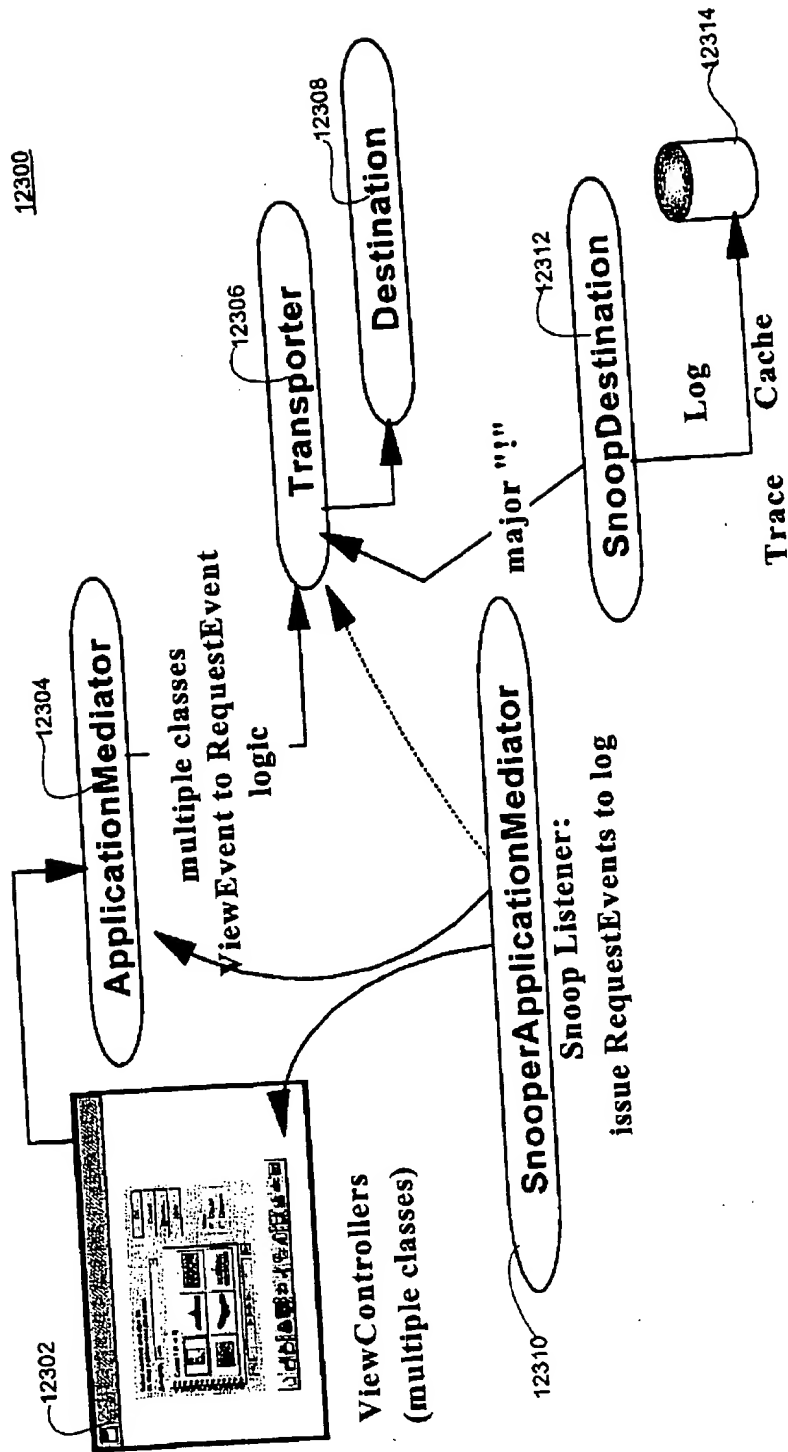 12300
12302
12304
ApplicationMediator
multiple classes
ViewEvent to RequestEvent
logic
12306
Transporter
12308
Destination
ViewControllers
(multiple classes)
major "!"
12310
SnooperApplicationMediator
Snoop Listener:
issue RequestEvents to log
12312
SnoopDestination
Log
Trace Cache
12314